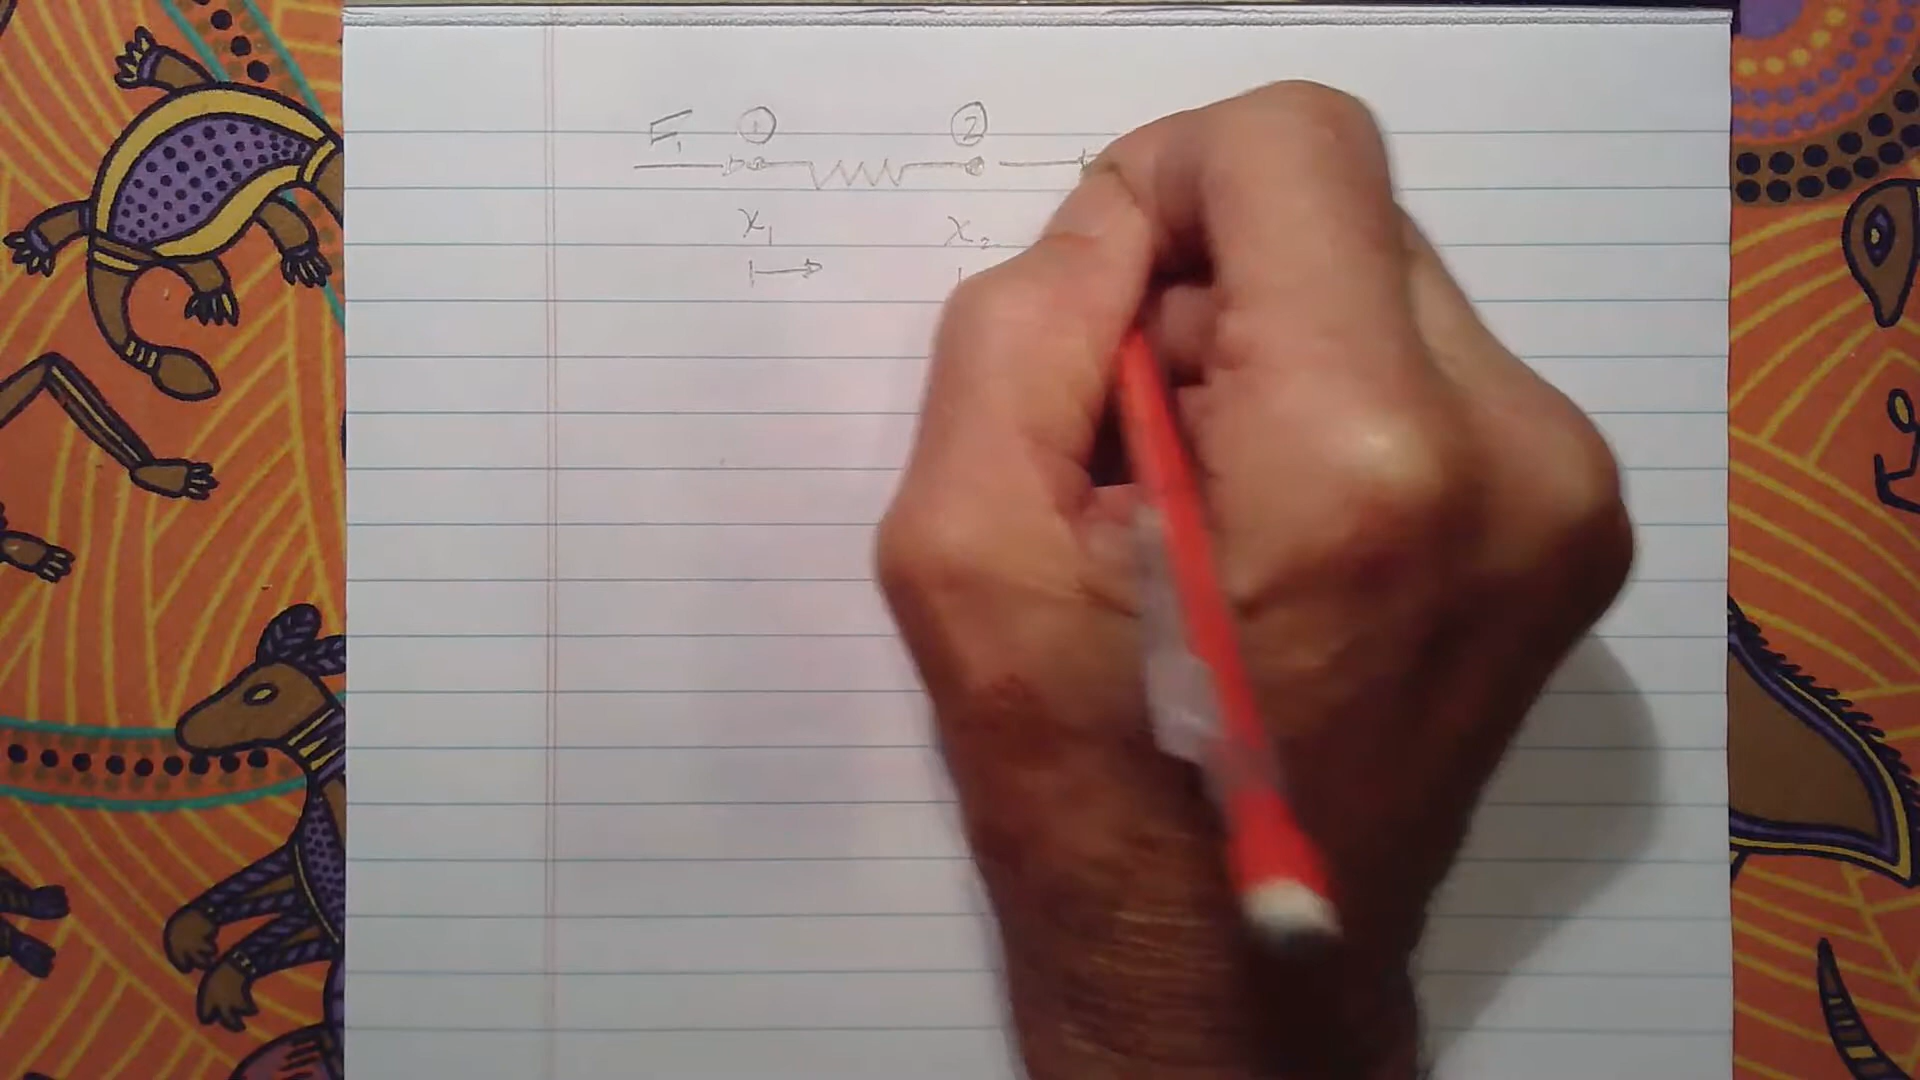 F₁ ① ②
x₁ x₂